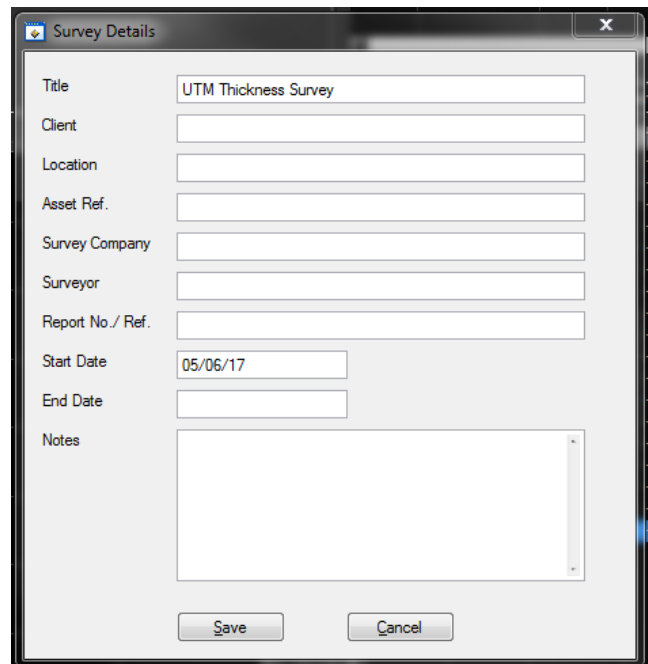 Survey Details
Title
UTM Thickness Survey
Client
Location
Asset Ref.
Survey Company
Surveyor
Report No./ Ref.
Start Date
05/06/17
End Date
Notes
Save
Cancel